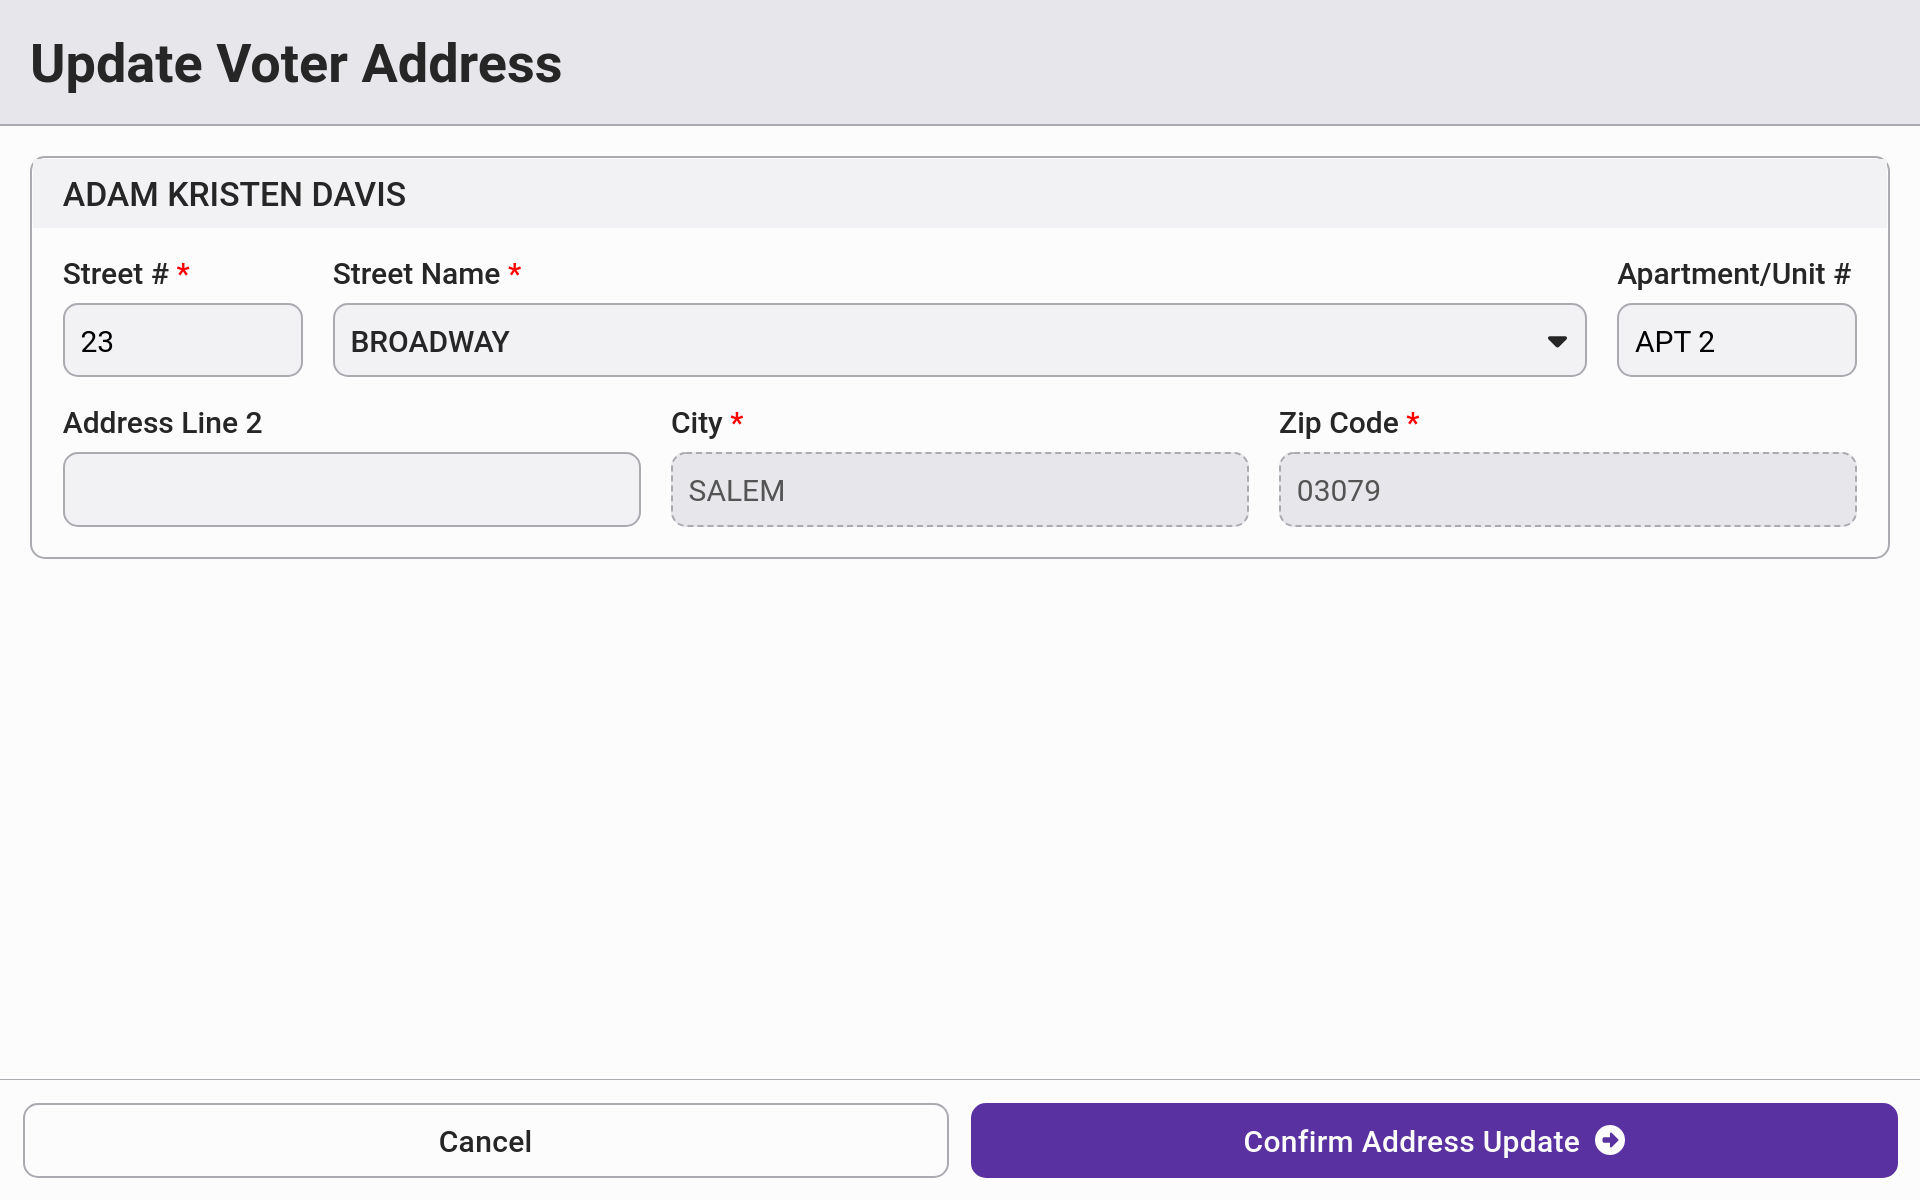 Update Voter Address
ADAM KRISTEN DAVIS
Street # *
Street Name *
Apartment/Unit #
23
BROADWAY
APT 2
Address Line 2
City *
Zip Code *
SALEM
03079
Cancel
Confirm Address Update